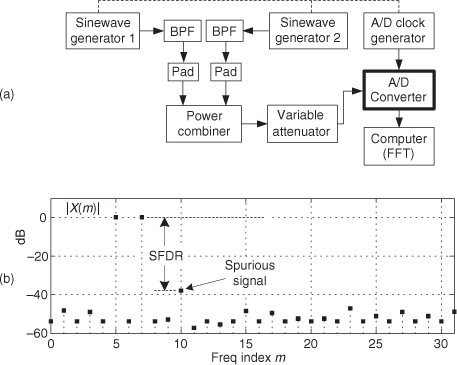 Sinewave
generator 1
BPF
BPF
Sinewave
generator 2
A/D clock
generator
Pad
Pad
(a)
A/D
Converter
Power
combiner
Variable
attenuator
Computer
(FFT)
|X(m)|
0
dB
–20
SFDR
(b)
Spurious
signal
–40
–60
0
5
10
15
20
25
30
Freq index m